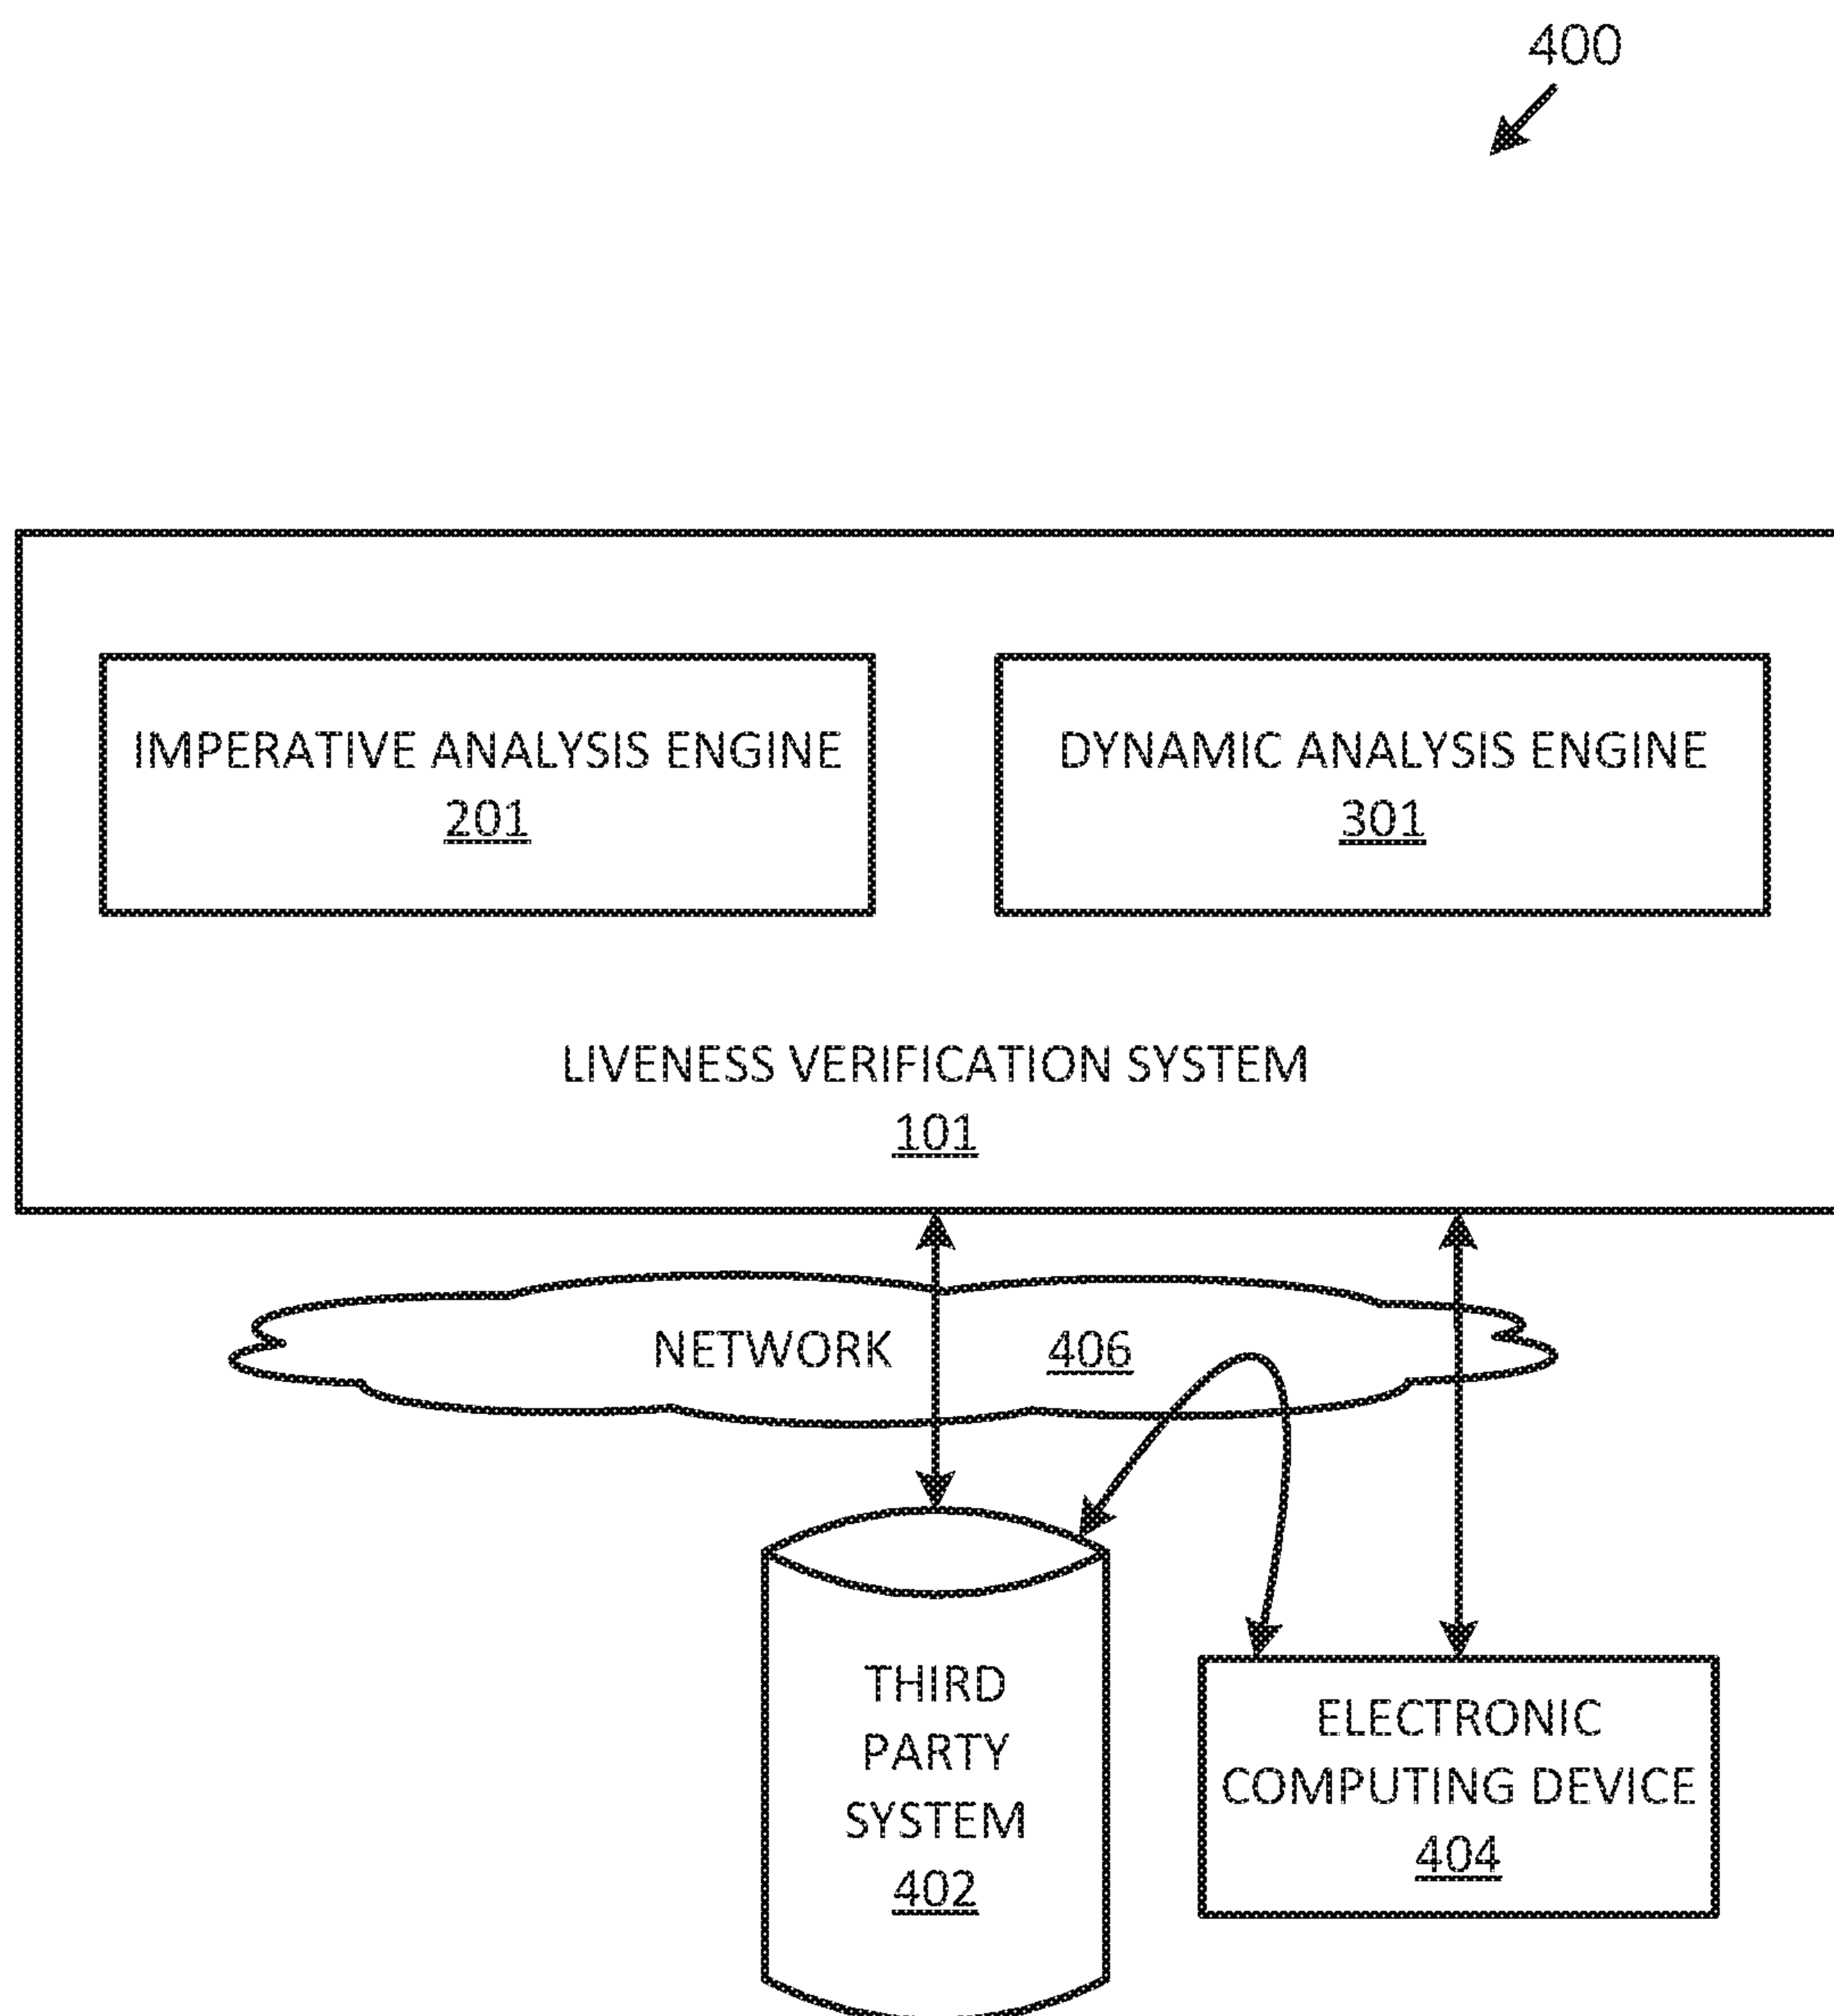 400
IMPERATIVE ANALYSIS ENGINE
201
DYNAMIC ANALYSIS ENGINE
301
LIVENESS VERIFICATION SYSTEM
101
NETWORK 406
THIRD
PARTY
SYSTEM
402
ELECTRONIC
COMPUTING DEVICE
404